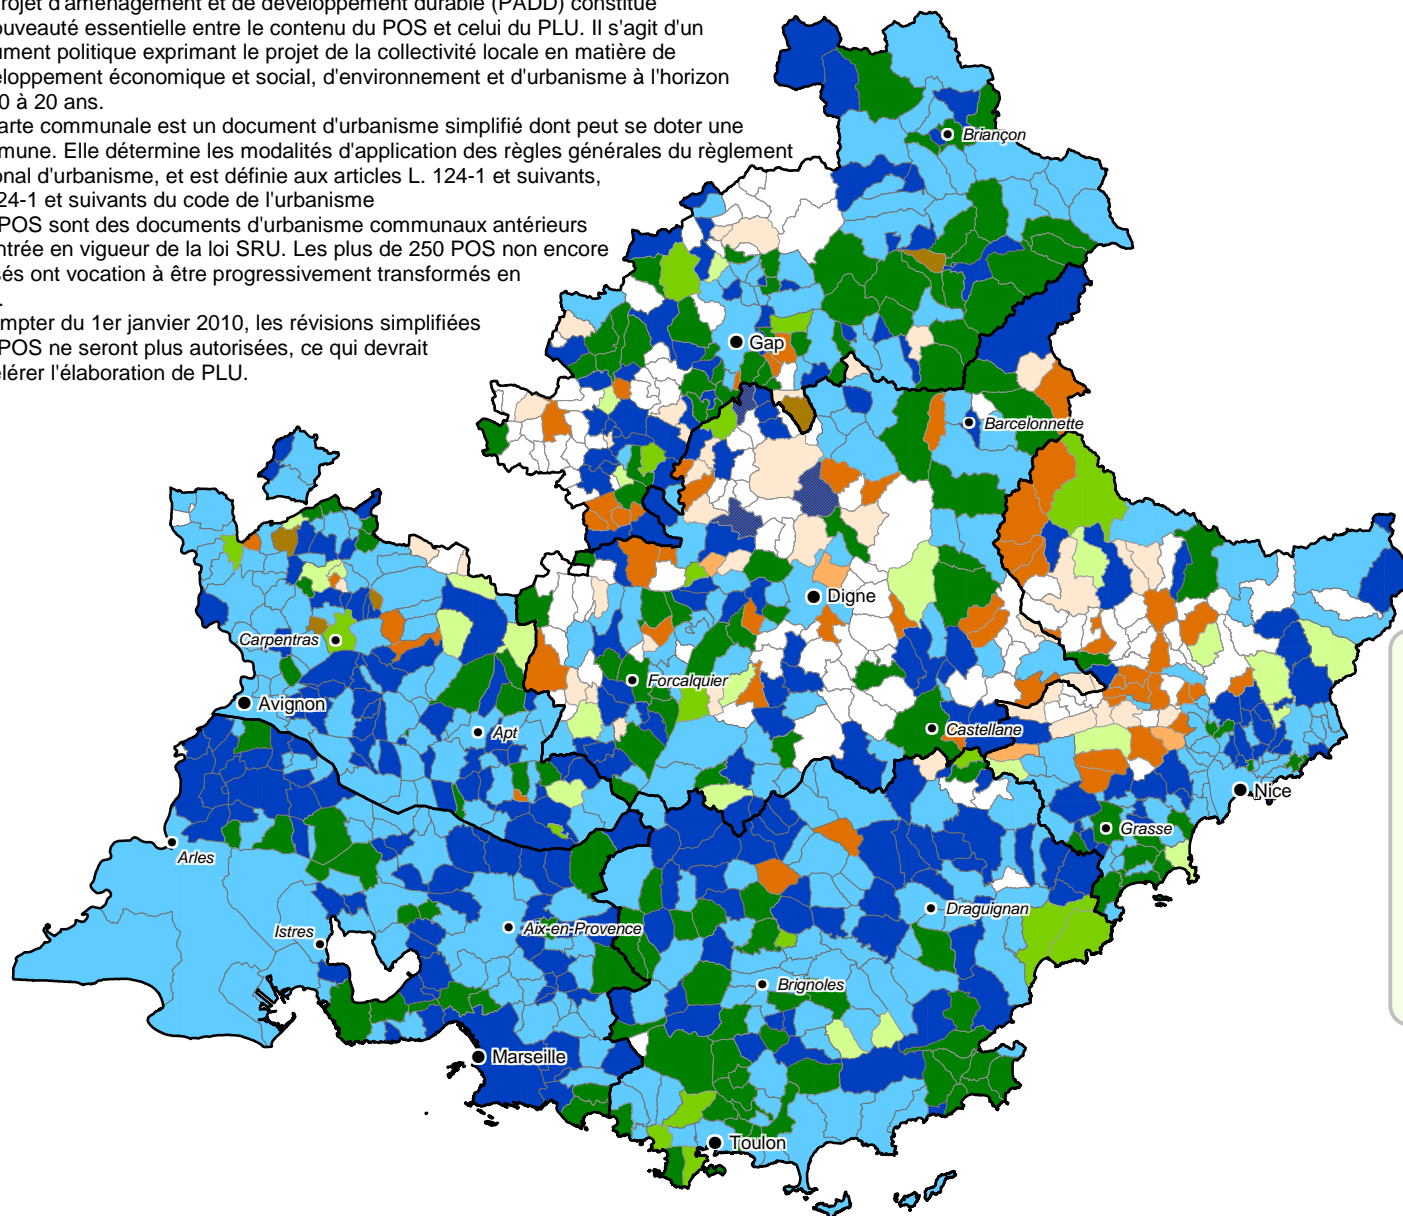 rojet d'aménagement et de développement durable (PADD) constitue
ouveauté essentielle entre le contenu du POS et celui du PLU. Il s'agit d'un
ument politique exprimant le projet de la collectivité locale en matière de
eloppement économique et social, d'environnement et d'urbanisme à l'horizon
0 à 20 ans.
arte communale est un document d'urbanisme simplifié dont peut se doter une
mune. Elle détermine les modalités d'application des règles générales du règlement
onal d'urbanisme, et est définie aux articles L. 124-1 et suivants,
24-1 et suivants du code de l'urbanisme
POS sont des documents d'urbanisme communaux antérieurs
ntrée en vigueur de la loi SRU. Les plus de 250 POS non encore
sés ont vocation à être progressivement transformés en
.
mpter du 1er janvier 2010, les révisions simplifiées
POS ne seront plus autorisées, ce qui devrait
élérer l'élaboration de PLU.
Briançon
Gap
Barcelonnette
Digne
Carpentras
Forcalquier
Avignon
Apt
Castellane
Nice
Grasse
Arles
Draguignan
Istres
Aix-en-Provence
Brignoles
Marseille
Toulon